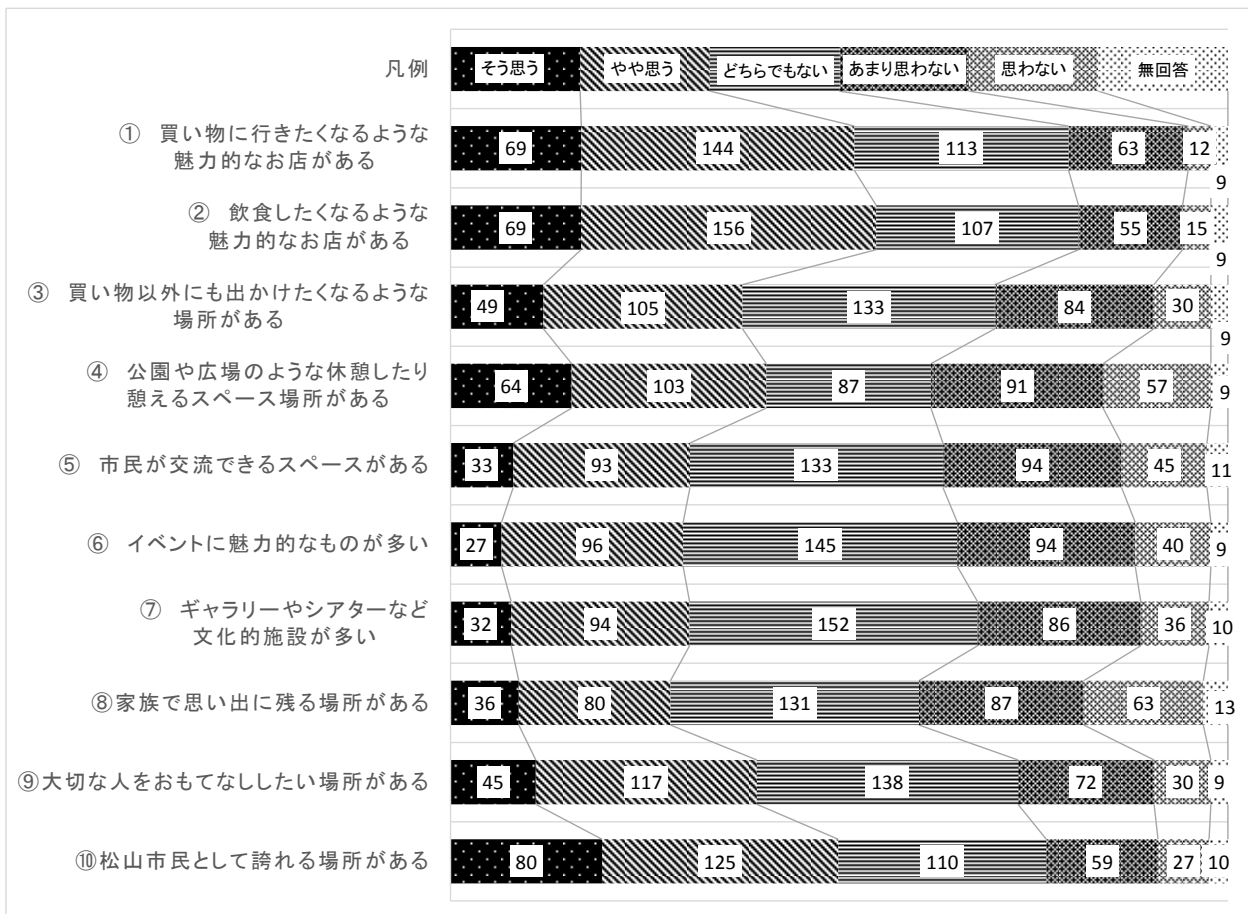 凡例
そう思う やや思う どちらでもない あまり思わない 思わない 無回答
① 買い物に行きたくなるような
魅力的なお店がある
69 144 113 63 12 9
② 飲食したくなるような
魅力的なお店がある
69 156 107 55 15 9
③ 買い物以外にも出かけたくなるような
場所がある
49 105 133 84 30 9
④ 公園や広場のような休憩したり
憩えるスペース場所がある
64 103 87 91 57 9
⑤ 市民が交流できるスペースがある
33 93 133 94 45 11
⑥ イベントに魅力的なものが多い
27 96 145 94 40 9
⑦ ギャラリーやシアターなど
文化的施設が多い
32 94 152 86 36 10
⑧家族で思い出に残る場所がある
36 80 131 87 63 13
⑨大切な人をおもてなししたい場所がある
45 117 138 72 30 9
⑩松山市民として誇れる場所がある
80 125 110 59 27 10